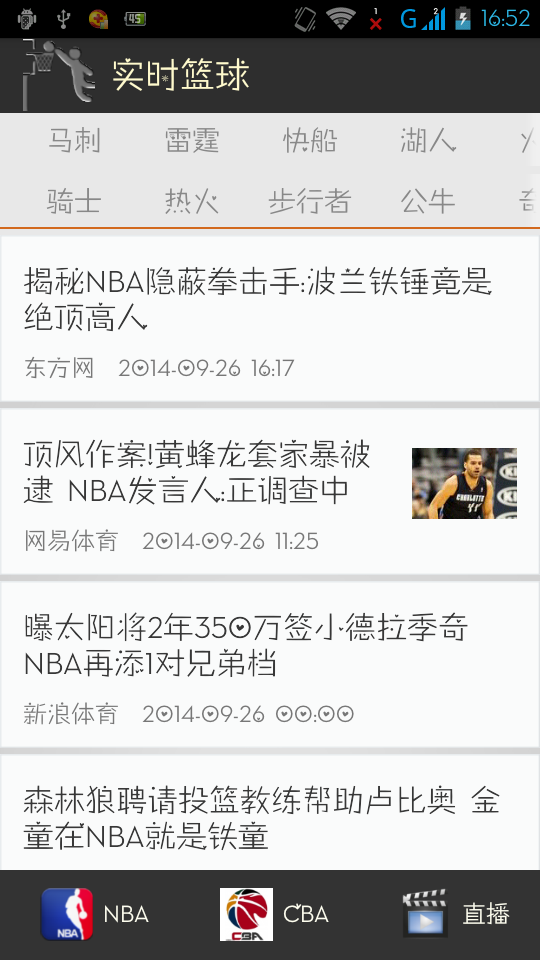 45 1 2 G 16:52
实时篮球
马刺 雷霆 快船 湖人
骑士 热火 步行者 公牛
揭秘NBA隐蔽拳击手:波兰铁锤竟是
绝顶高人
东方网 2014-09-26 16:17
顶风作案!黄蜂龙套家暴被
逮 NBA发言人:正调查中
CHARLOTTE
网易体育 2014-09-26 11:25
曝太阳将2年350万签小德拉季奇
NBA再添1对兄弟档
新浪体育 2014-09-26 00:00
森林狼聘请投篮教练帮助卢比奥 金
童在NBA就是铁童
NBA NBA CBA CBA 直播